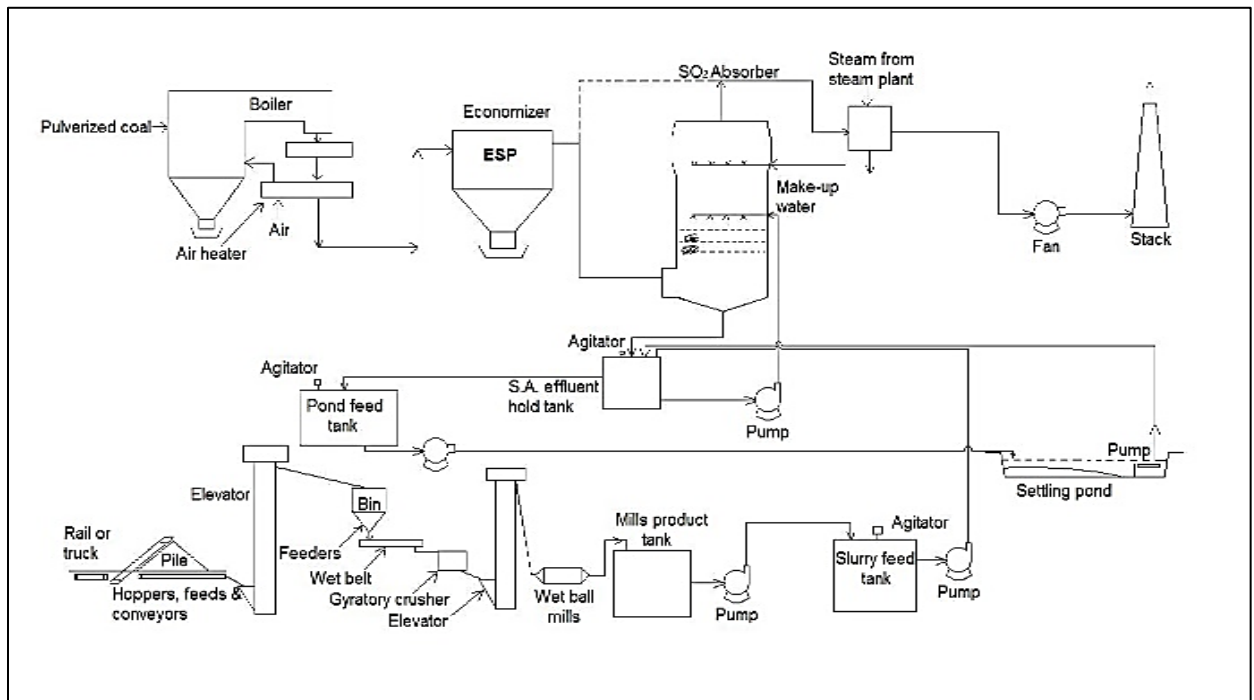 SO2 Absorber
Steam from
steam plant
Boiler
Pulverized coal
Economizer
ESP
Make-up
water
Air
Air heater
Fan
Stack
Agitator
Agitator
S.A. effluent
hold tank
Pond feed
tank
Pump
Pump
Settling pond
Elevator
Bin
Rail or
truck
Pile
Feeders
Wet belt
Hoppers, feeds &
conveyors
Gyratory crusher
Elevator
Wet ball
mills
Mills product
tank
Pump
Agitator
Slurry feed
tank
Pump